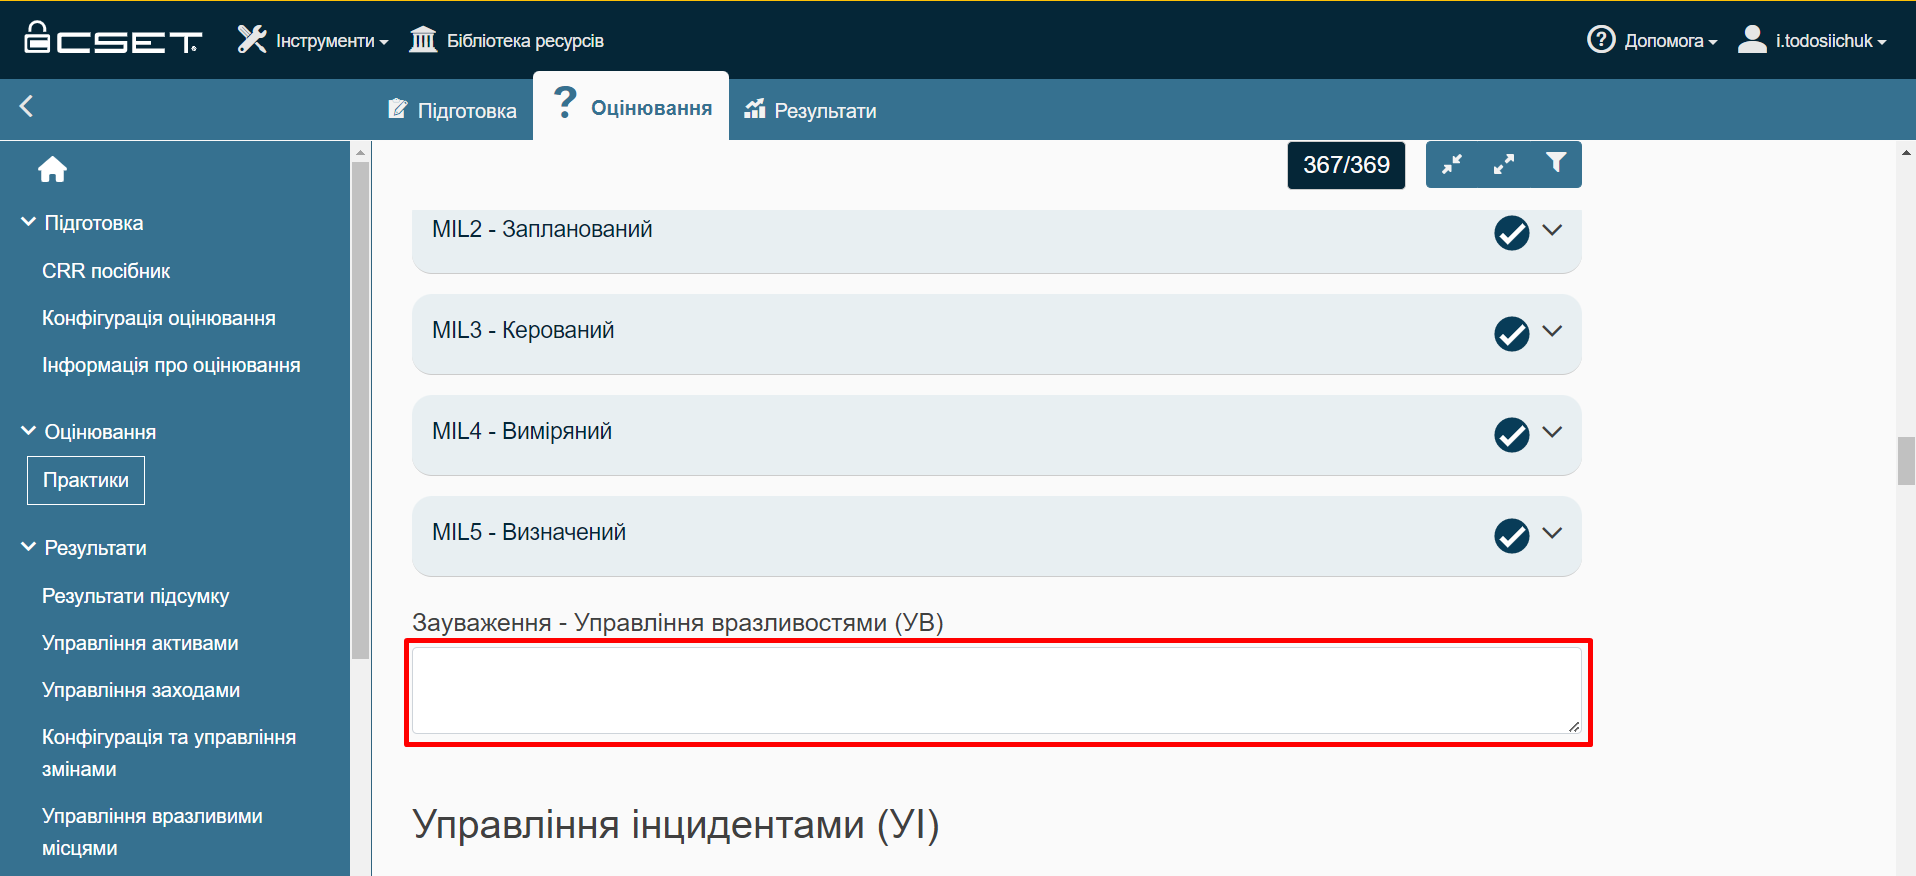 CSET
Інструменти
Бібліотека ресурсів
Допомога
i.todosiichuk
Підготовка
Оцінювання
Результати
367/369
Підготовка
CRR посібник
Конфігурація оцінювання
Інформація про оцінювання
Оцінювання
Практики
Результати
Результати підсумку
Управління активами
Управління заходами
Конфігурація та управління
змінами
Управління вразливими
місцями
MIL2 - Запланований
MIL3 - Керований
MIL4 - Виміряний
MIL5 - Визначений
Зауваження - Управління вразливостями (УВ)
Управління інцидентами (УІ)